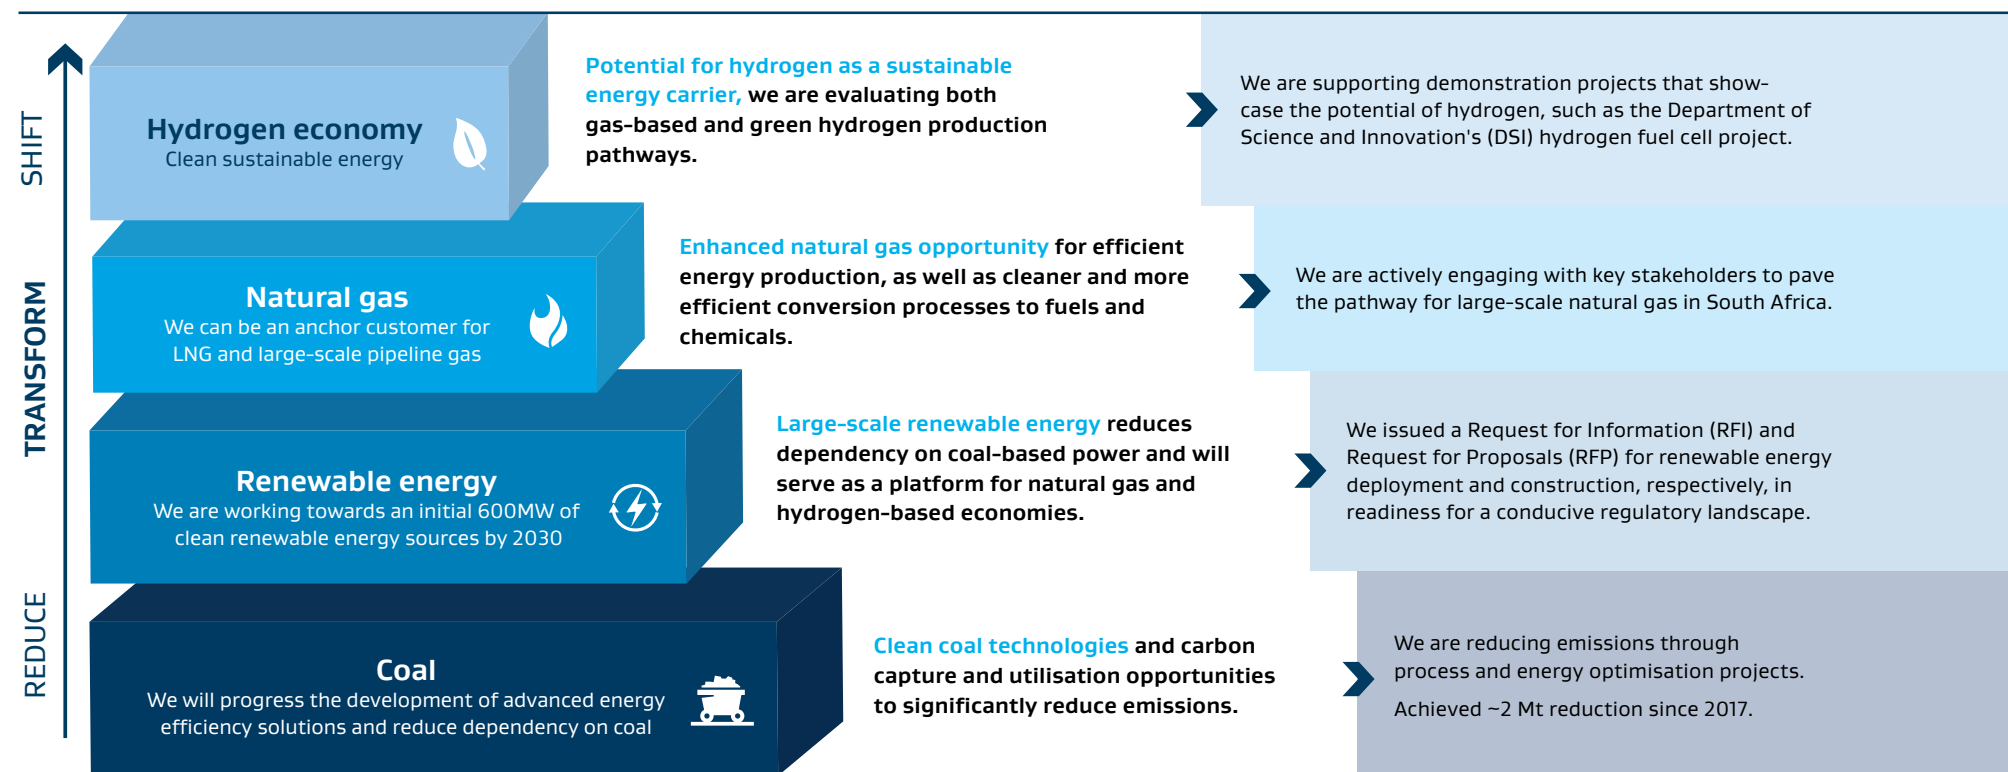 SHIFT
Hydrogen economy
Clean sustainable energy
Potential for hydrogen as a sustainable
energy carrier, we are evaluating both
gas-based and green hydrogen production
pathways.
We are supporting demonstration projects that show-
case the potential of hydrogen, such as the Department of
Science and Innovation's (DSI) hydrogen fuel cell project.
TRANSFORM
Natural gas
We can be an anchor customer for
LNG and large-scale pipeline gas
Enhanced natural gas opportunity for efficient
energy production, as well as cleaner and more
efficient conversion processes to fuels and
chemicals.
We are actively engaging with key stakeholders to pave
the pathway for large-scale natural gas in South Africa.
Renewable energy
We are working towards an initial 600MW of
clean renewable energy sources by 2030
Large-scale renewable energy reduces
dependency on coal-based power and will
serve as a platform for natural gas and
hydrogen-based economies.
We issued a Request for Information (RFI) and
Request for Proposals (RFP) for renewable energy
deployment and construction, respectively, in
readiness for a conducive regulatory landscape.
REDUCE
Coal
We will progress the development of advanced energy
efficiency solutions and reduce dependency on coal
Clean coal technologies and carbon
capture and utilisation opportunities
to significantly reduce emissions.
We are reducing emissions through
process and energy optimisation projects.
Achieved ~2 Mt reduction since 2017.